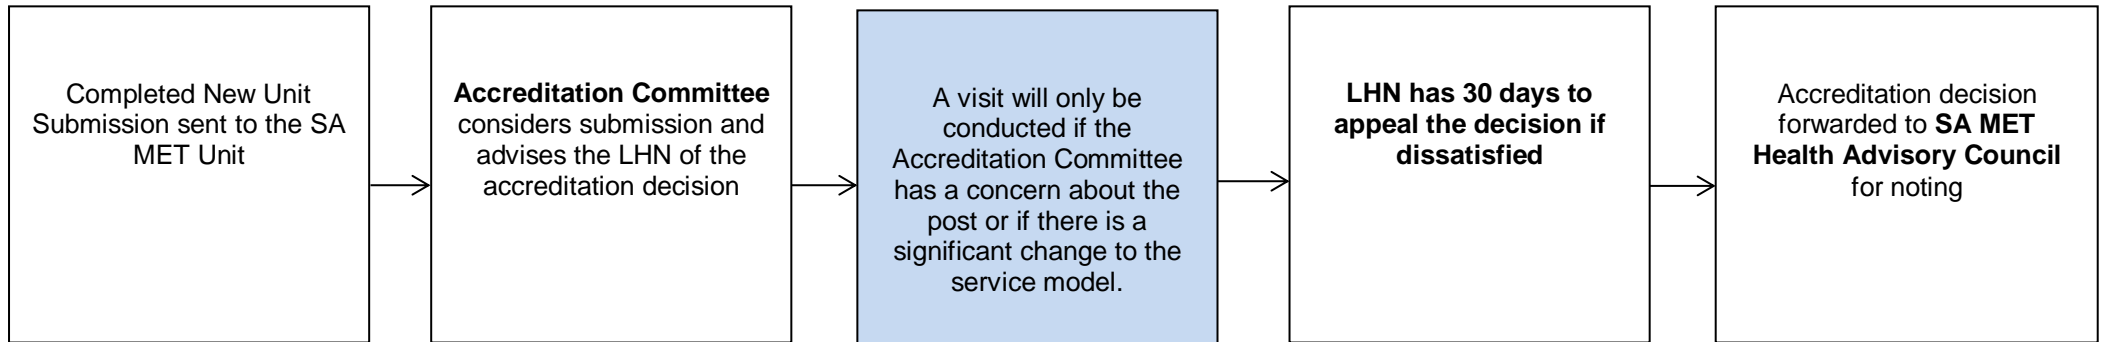 Completed New Unit
Submission sent to the SA
MET Unit
Accreditation Committee
considers submission and
advises the LHN of the
accreditation decision
A visit will only be
conducted if the
Accreditation Committee
has a concern about the
post or if there is a
significant change to the
service model.
LHN has 30 days to
appeal the decision if
dissatisfied
Accreditation decision
forwarded to SA MET
Health Advisory Council
for noting